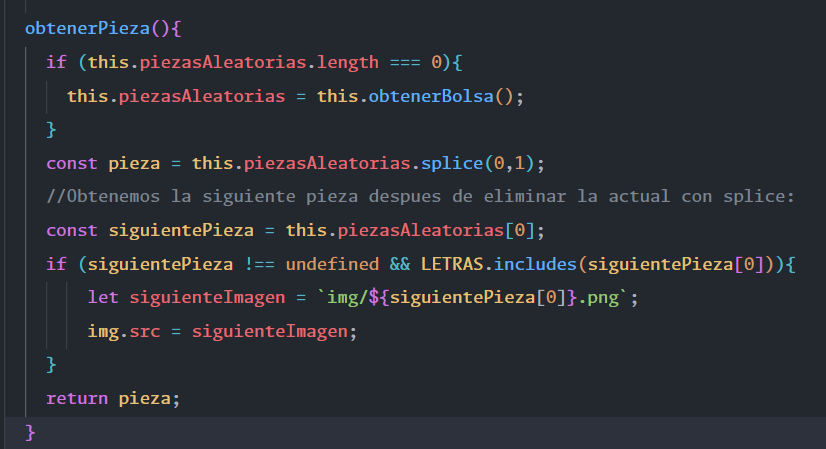 obtenerPieza(){
if (this.piezasAleatorias.length === 0){
this.piezasAleatorias = this.obtenerBolsa();
}
const pieza = this.piezasAleatorias.splice(0,1);
//Obtenemos la siguiente pieza despues de eliminar la actual con splice:
const siguientePieza = this.piezasAleatorias[0];
if (siguientePieza !== undefined && LETRAS.includes(siguientePieza[0])){
let siguienteImagen = `img/${siguientePieza[0]}.png`;
img.src = siguienteImagen;
}
return pieza;
}